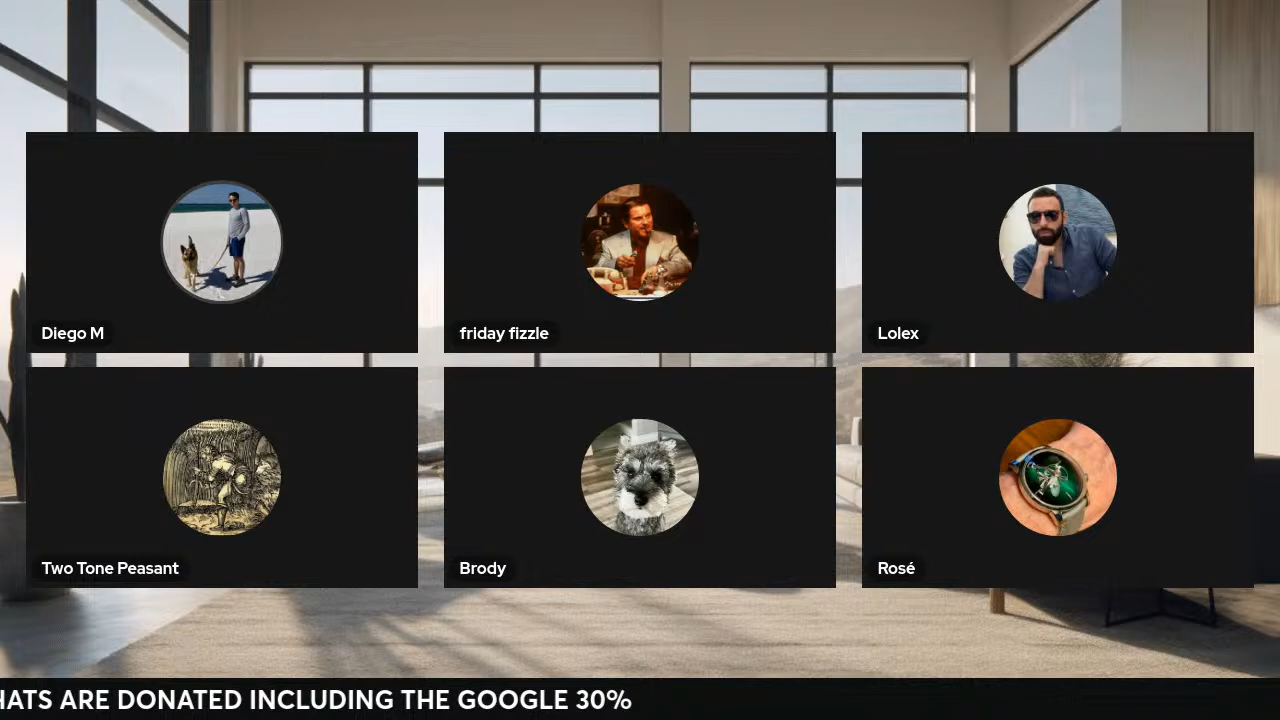 Diego M
friday fizzle
Lolex
Two Tone Peasant
Brody
Rosé
HATS ARE DONATED INCLUDING THE GOOGLE 30%